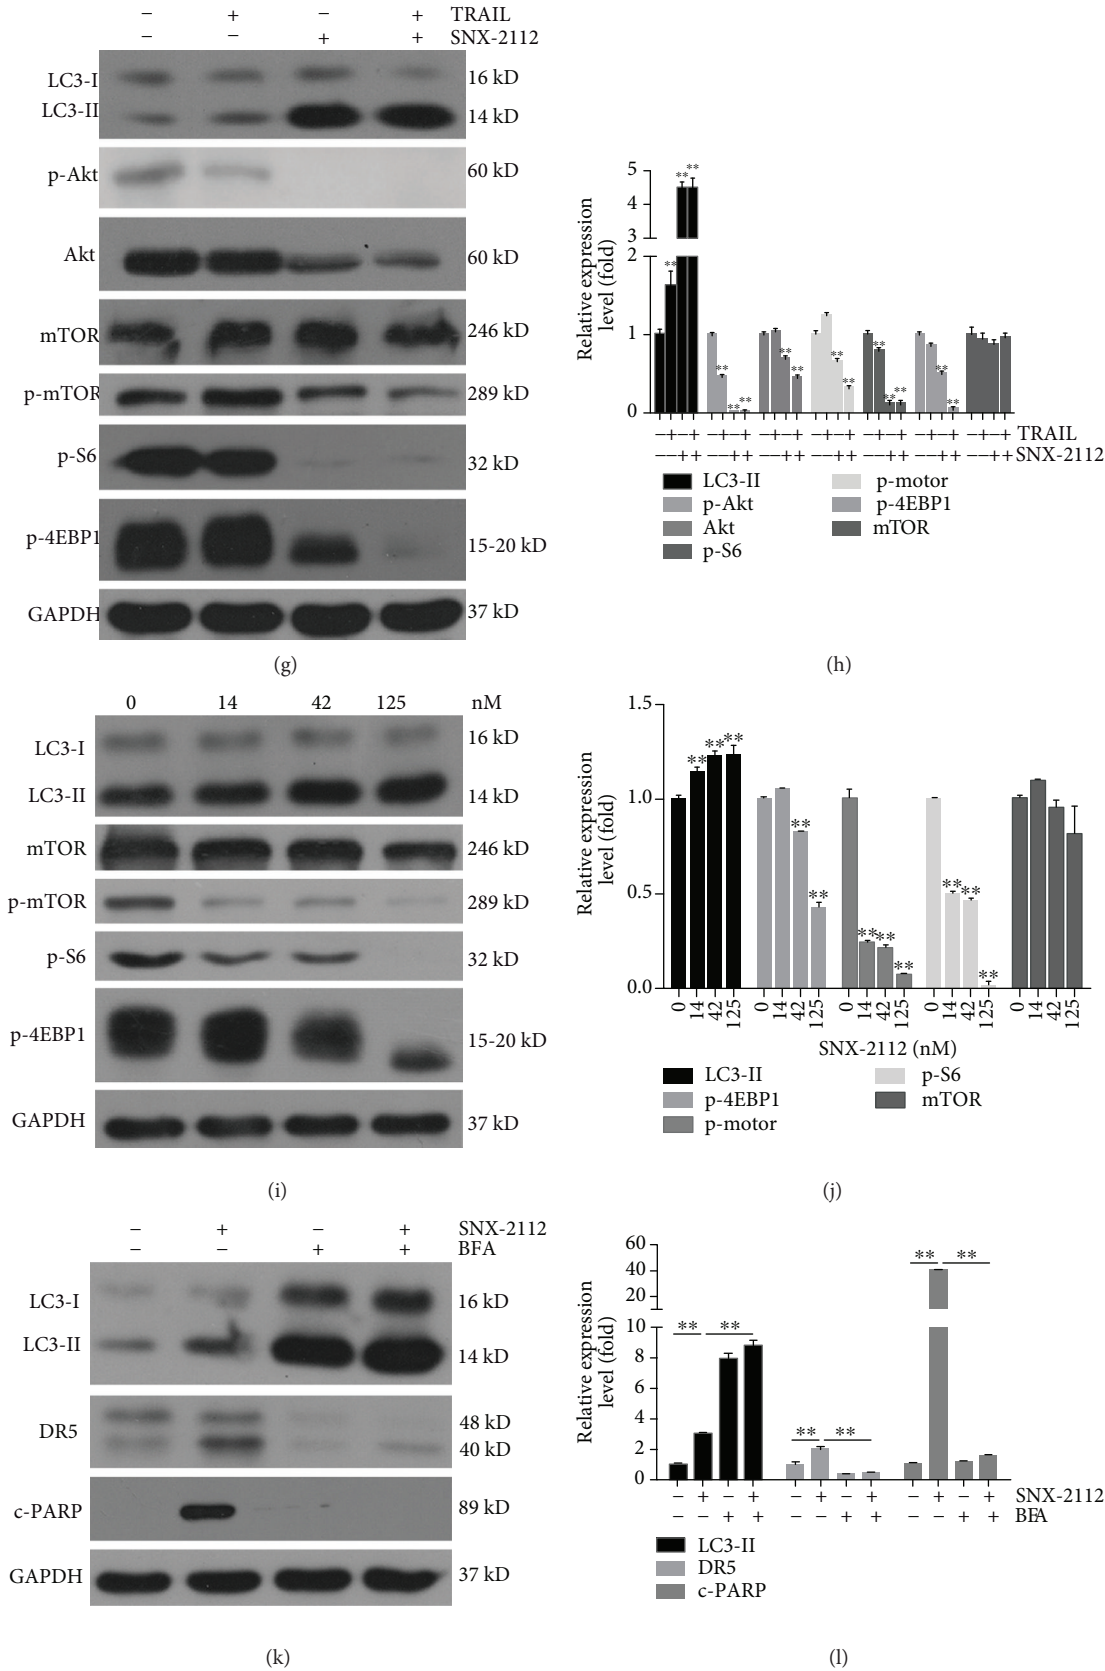 − + − + TRAIL
− − + + SNX-2112
LC3-I 16 kD
LC3-II 14 kD
p-Akt 60 kD
Akt 60 kD
mTOR 246 kD
p-mTOR 289 kD
p-S6 32 kD
p-4EBP1 15-20 kD
GAPDH 37 kD
(g)
Relative expression
level (fold)
5
4
3
2
1
0
** ** ** ** ** ** ** ** ** ** ** ** ** ** ** **
−+−+ −+−+ −+−+ −+−+ −+−+ −+−+ −+−+ TRAIL
−−++ −−++ −−++ −−++ −−++ −−++ −−++ SNX-2112
LC3-II p-motor
p-Akt p-4EBP1
Akt mTOR
p-S6
(h)
0 14 42 125 nM
LC3-I 16 kD
LC3-II 14 kD
mTOR 246 kD
p-mTOR 289 kD
p-S6 32 kD
p-4EBP1 15-20 kD
GAPDH 37 kD
(i)
Relative expression
level (fold)
1.5
1.0
0.5
0.0
** ** ** ** ** ** ** ** ** ** **
0 14 42 125 0 14 42 125 0 14 42 125 0 14 42 125 0 14 42 125
SNX-2112 (nM)
LC3-II p-S6
p-4EBP1 mTOR
p-motor
(j)
− + − + SNX-2112
− − + + BFA
LC3-I 16 kD
LC3-II 14 kD
DR5 48 kD
40 kD
c-PARP 89 kD
GAPDH 37 kD
(k)
Relative expression
level (fold)
60
40
20
10
8
6
4
2
0
** ** ** ** ** **
− + − + − + − + − + − + SNX-2112
− − + + − − + + − − + + BFA
LC3-II
DR5
c-PARP
(l)